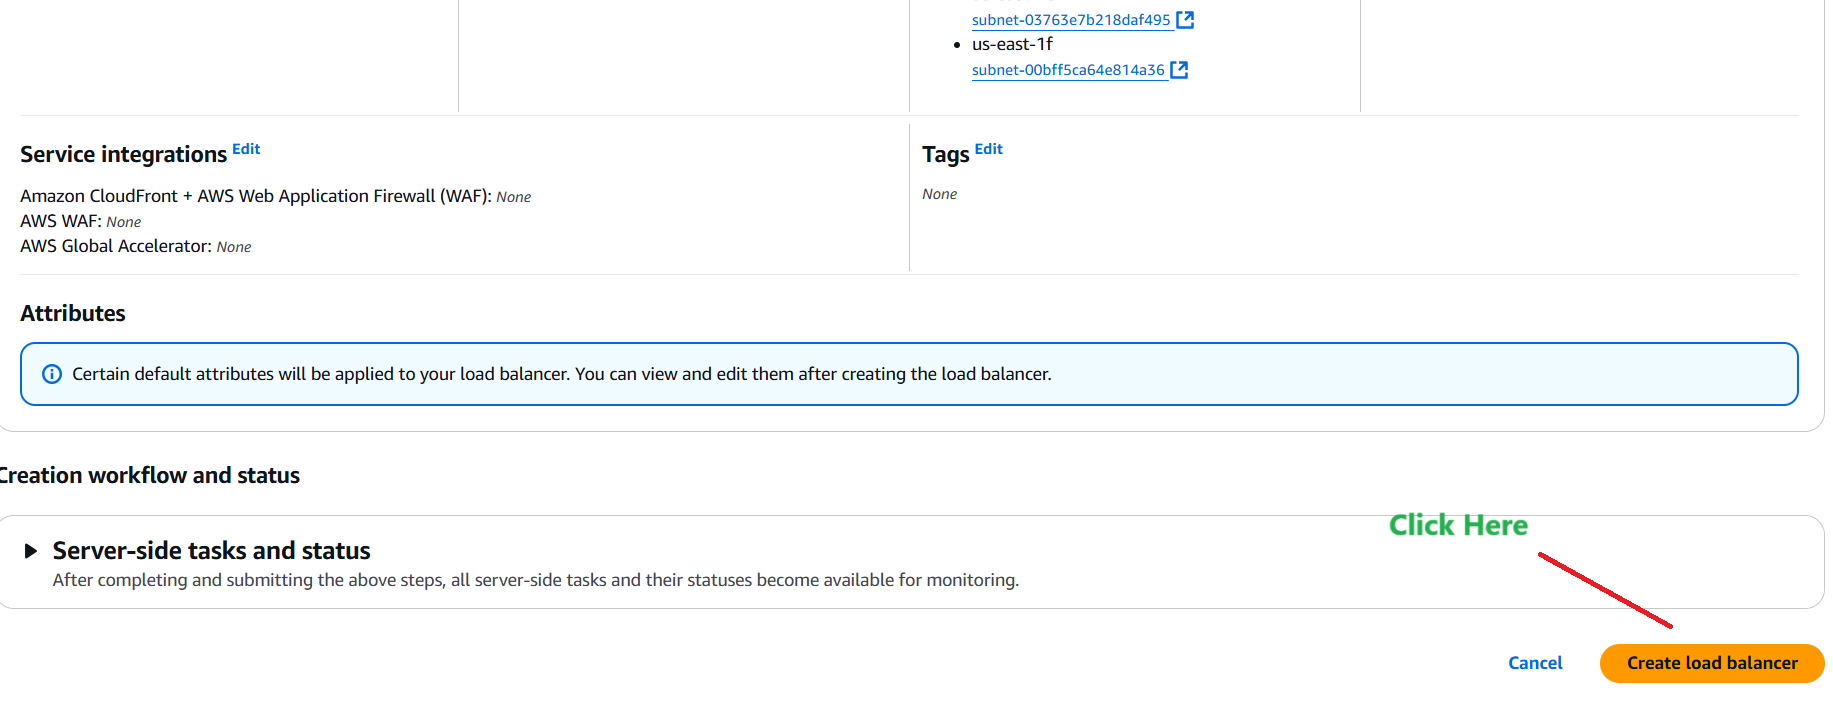 subnet-03763e7b218daf495
• us-east-1f
subnet-00bff5ca64e814a36
Service integrations Edit
Amazon CloudFront + AWS Web Application Firewall (WAF): None
AWS WAF: None
AWS Global Accelerator: None
Tags Edit
None
Attributes
Certain default attributes will be applied to your load balancer. You can view and edit them after creating the load balancer.
Creation workflow and status
Server-side tasks and status
After completing and submitting the above steps, all server-side tasks and their statuses become available for monitoring.
Click Here
Cancel
Create load balancer